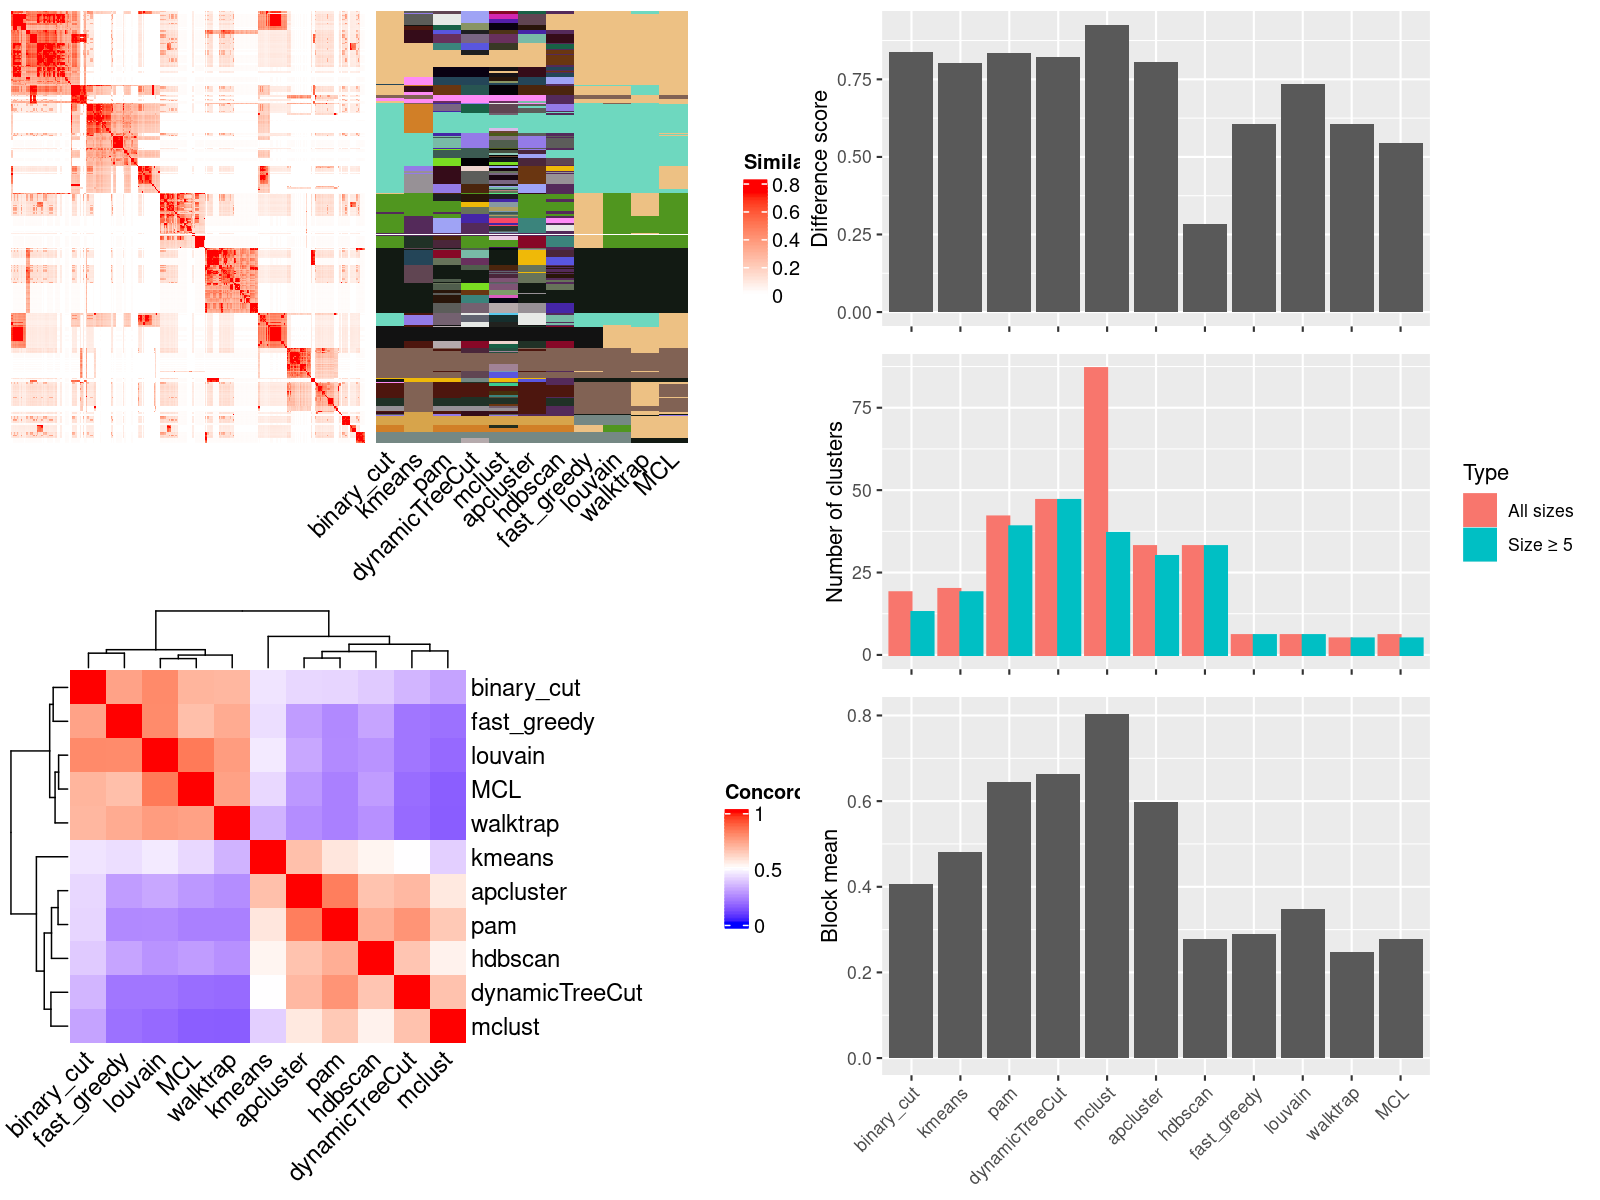 Simila
0.8
0.6
0.4
0.2
0
binary_cut
kmeans
pam
dynamicTreeCut
mclust
apcluster
hdbscan
fast_greedy
louvain
walktrap
MCL
binary_cut
fast_greedy
louvain
MCL
walktrap
kmeans
apcluster
pam
hdbscan
dynamicTreeCut
mclust
binary_cut
fast_greedy
louvain
MCL
walktrap
kmeans
apcluster
pam
hdbscan
dynamicTreeCut
mclust
Concord
1
0.5
0
Difference score
0.75
0.50
0.25
0.00
Number of clusters
75
50
25
0
Type
All sizes
Size ≥ 5
Block mean
0.8
0.6
0.4
0.2
0.0
binary_cut
kmeans
pam
dynamicTreeCut
mclust
apcluster
hdbscan
fast_greedy
louvain
walktrap
MCL